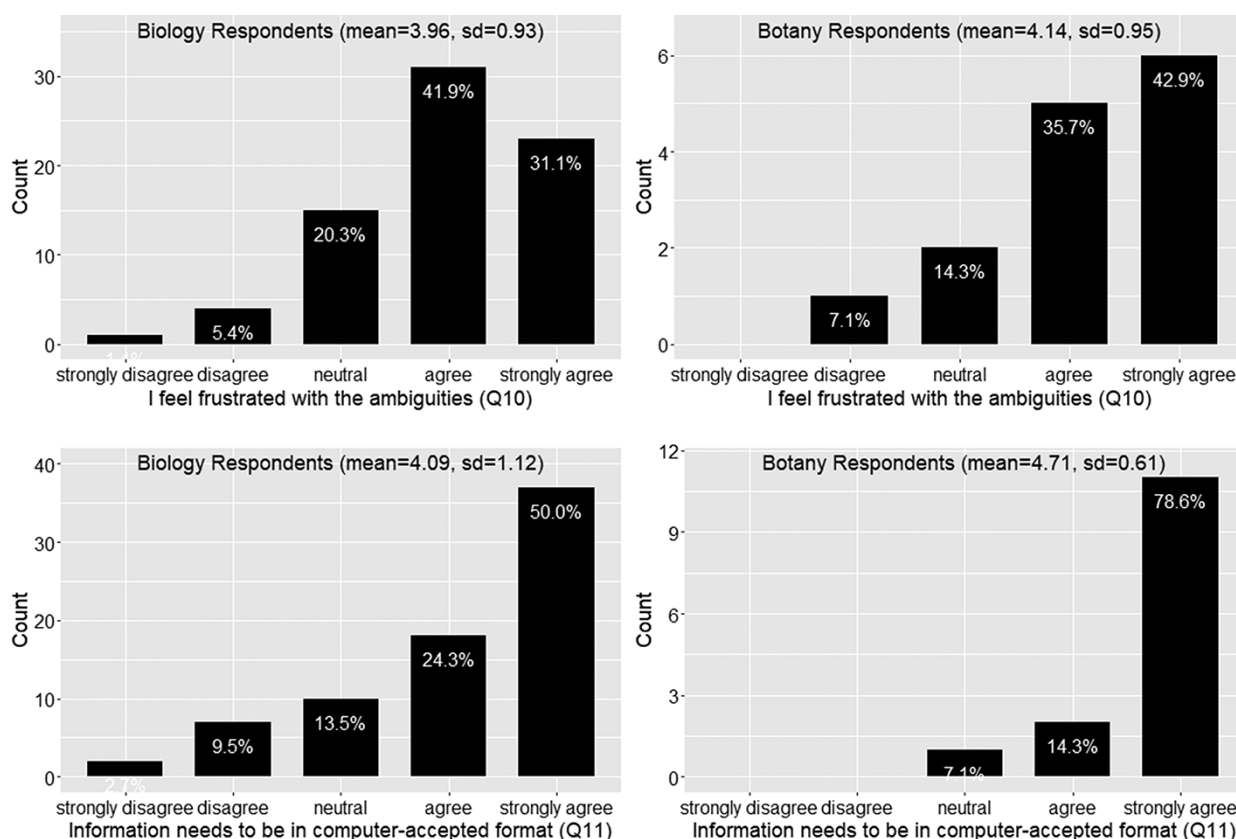 Biology Respondents (mean=3.96, sd=0.93)
30
20
10
0
Count
1.4%
5.4%
20.3%
41.9%
31.1%
strongly disagree disagree neutral agree strongly agree
I feel frustrated with the ambiguities (Q10)
Botany Respondents (mean=4.14, sd=0.95)
6
4
2
0
Count
7.1%
14.3%
35.7%
42.9%
strongly disagree disagree neutral agree strongly agree
I feel frustrated with the ambiguities (Q10)
Biology Respondents (mean=4.09, sd=1.12)
40
30
20
10
0
Count
2.7%
9.5%
13.5%
24.3%
50.0%
strongly disagree disagree neutral agree strongly agree
Information needs to be in computer-accepted format (Q11)
Botany Respondents (mean=4.71, sd=0.61)
12
9
6
3
0
Count
7.1%
14.3%
78.6%
strongly disagree disagree neutral agree strongly agree
Information needs to be in computer-accepted format (Q11)